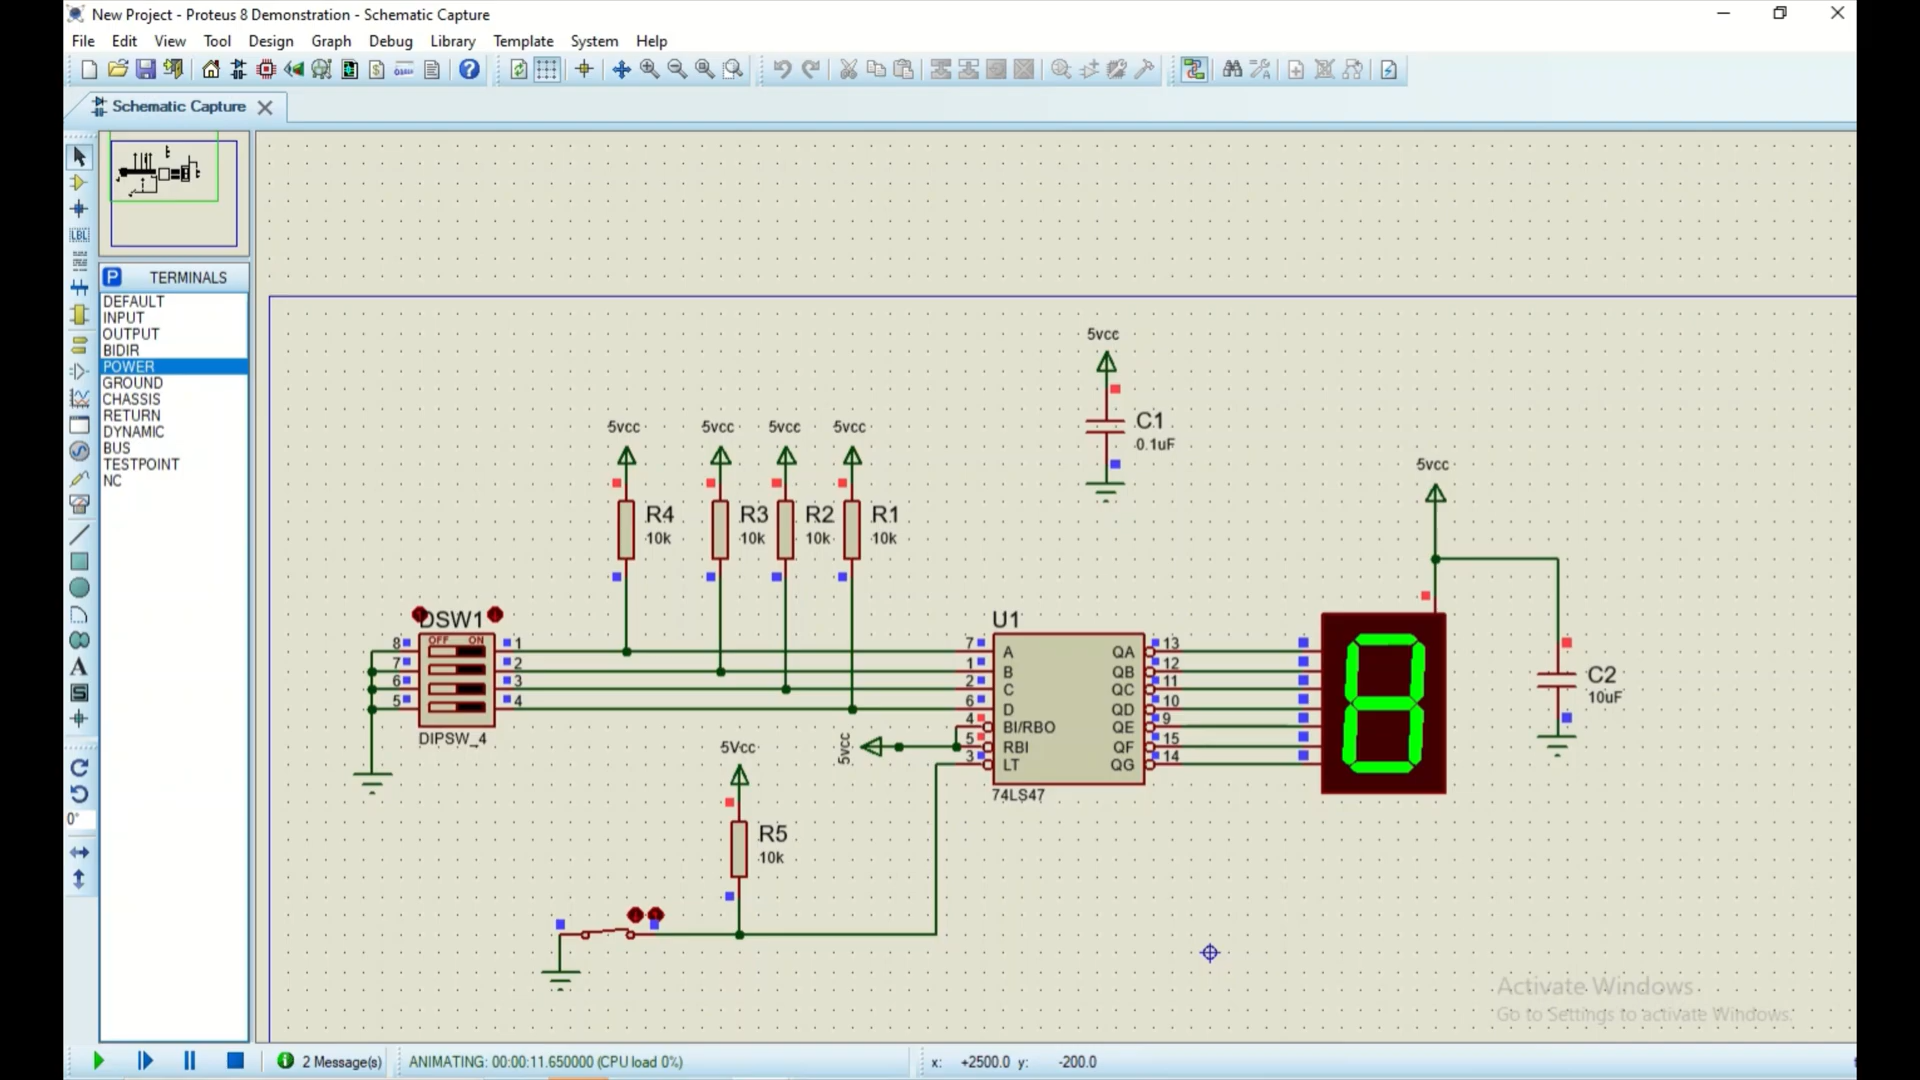 New Project - Proteus 8 Demonstration - Schematic Capture
File Edit View Tool Design Graph Debug Library Template System Help
Schematic Capture
LBL
P TERMINALS
DEFAULT
INPUT
OUTPUT
BIDIR
POWER
GROUND
CHASSIS
RETURN
DYNAMIC
BUS
TESTPOINT
NC
A
S
0°
5vcc
C1
0.1uF
5vcc 5vcc 5vcc 5vcc
5vcc
R4 R3 R2 R1
10k 10k 10k 10k
DSW1
OFF ON
8 1
7 2
6 3
5 4
DIPSW_4
U1
7 A QA 13
1 B QB 12
2 C QC 11
6 D QD 10
4 BI/RBO QE 9
5 RBI QF 15
3 LT QG 14
74LS47
5vcc
8
C2
10uF
5Vcc
R5
10k
Activate Windows
Go to Settings to activate Windows.
2 Message(s) ANIMATING: 00:00:11.650000 (CPU load 0%) x: +2500.0 y: -200.0